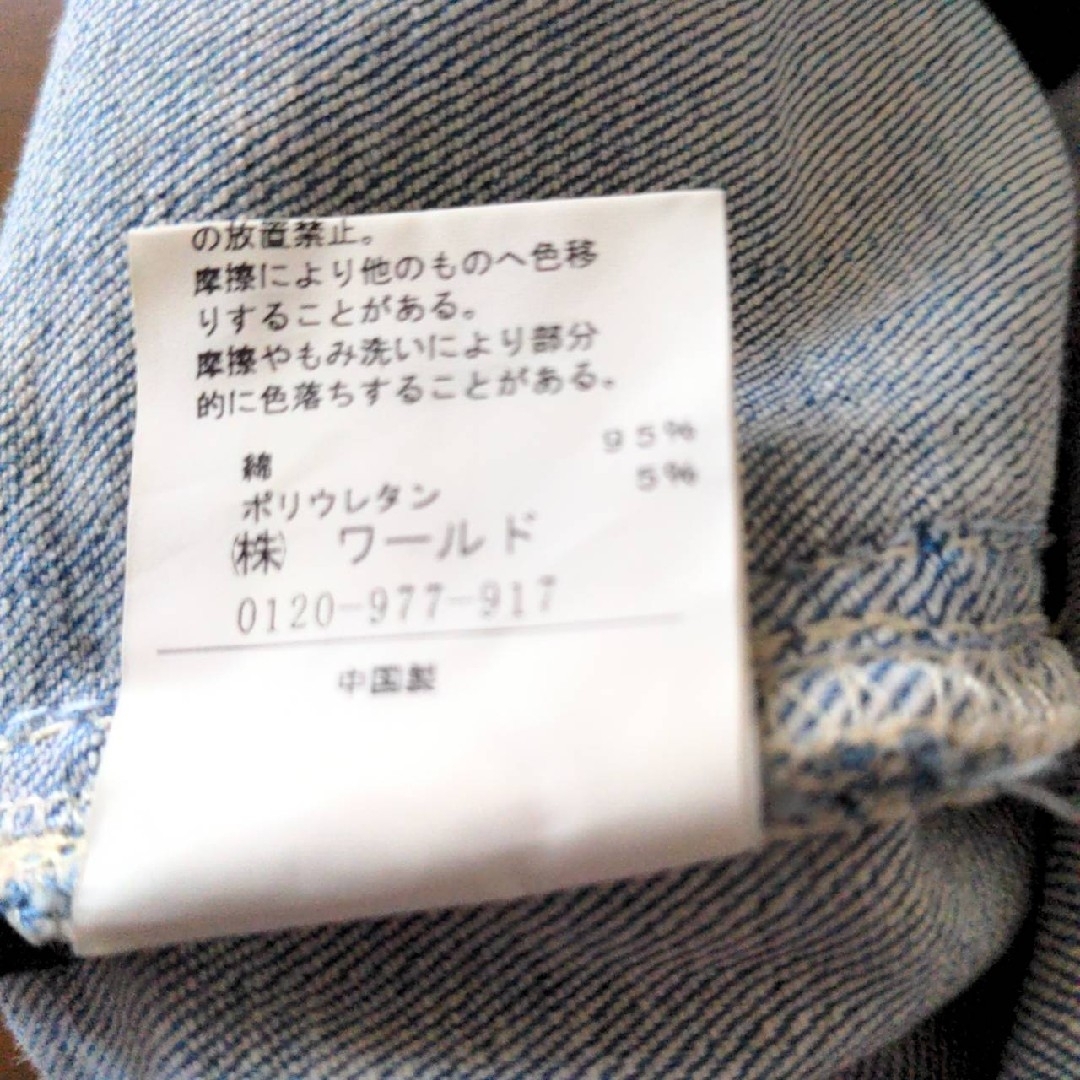 の放置禁止。
摩擦により他のものへ色移
りすることがある。
摩擦やもみ洗いにより部分
的に色落ちすることがある。
綿 95%
ポリウレタン 5%
㈱ ワールド
0120-977-917
中国製